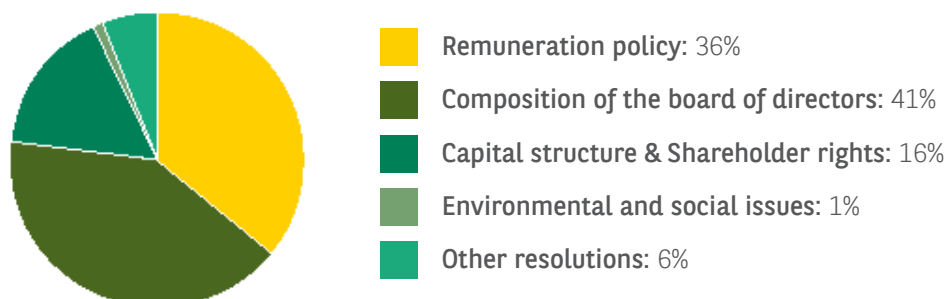 Remuneration policy: 36%
Composition of the board of directors: 41%
Capital structure & Shareholder rights: 16%
Environmental and social issues: 1%
Other resolutions: 6%